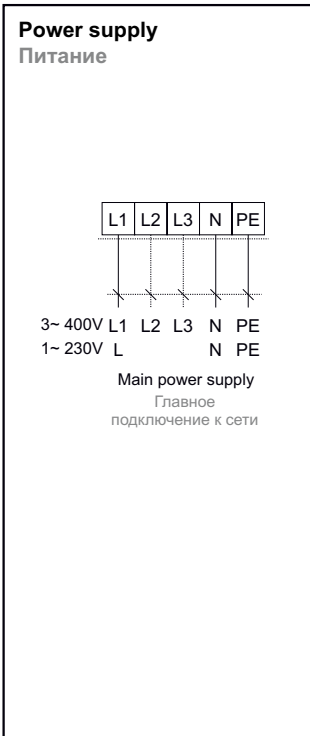 Power supply
Питание
L1 L2 L3 N PE
3~ 400V L1 L2 L3 N PE
1~ 230V L N PE
Main power supply
Главное
подключение к сети